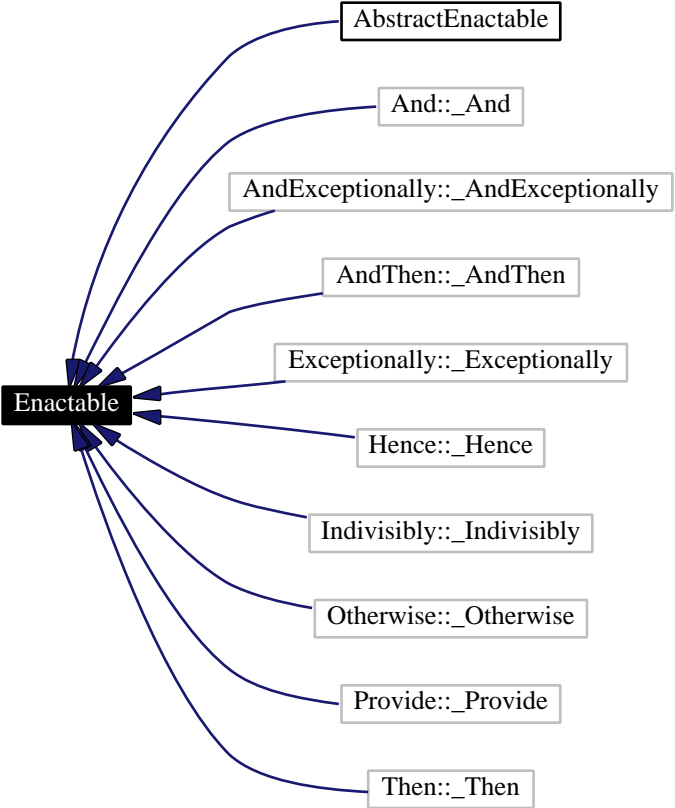 AbstractEnactable
And::_And
AndExceptionally::_AndExceptionally
AndThen::_AndThen
Exceptionally::_Exceptionally
Enactable
Hence::_Hence
Indivisibly::_Indivisibly
Otherwise::_Otherwise
Provide::_Provide
Then::_Then